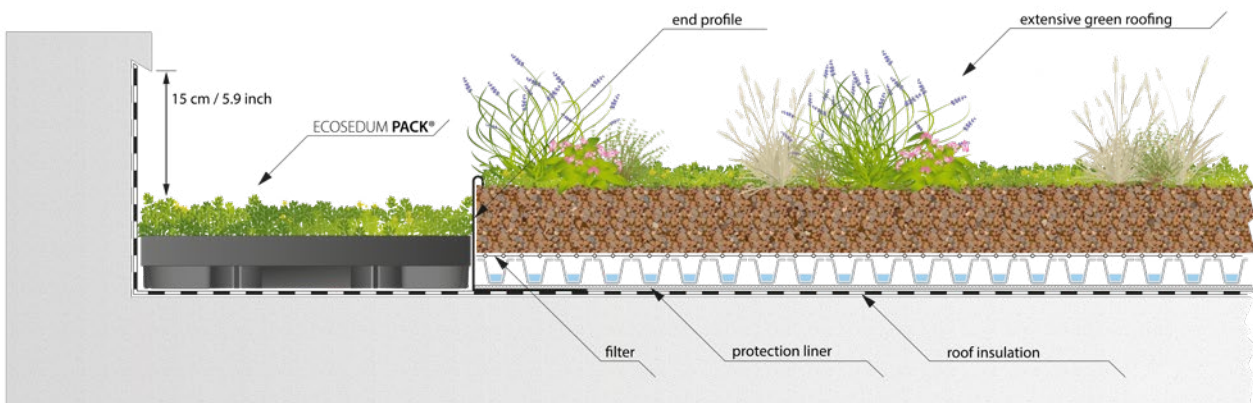 end profile
extensive green roofing
15 cm / 5.9 inch
ECOSEDUM PACK®
filter
protection liner
roof insulation